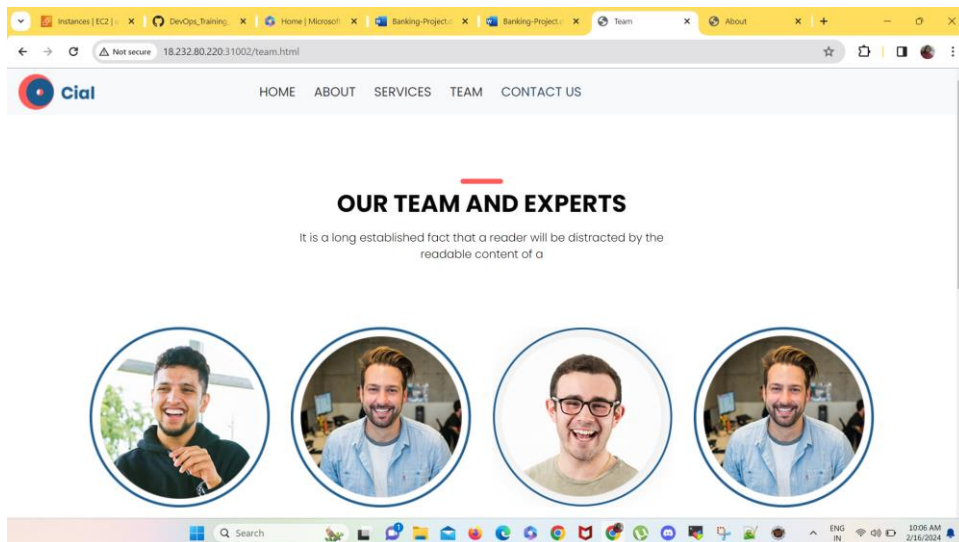 Instances | EC2 |
DevOps_Training_
Home | Microsoft
Banking-Project.
Banking-Project.
Team
About
Not secure
18.232.80.220:31002/team.html
Cial
HOME ABOUT SERVICES TEAM CONTACT US
OUR TEAM AND EXPERTS
It is a long established fact that a reader will be distracted by the
readable content of a
Search
ENG
IN
10:06 AM
2/16/2024